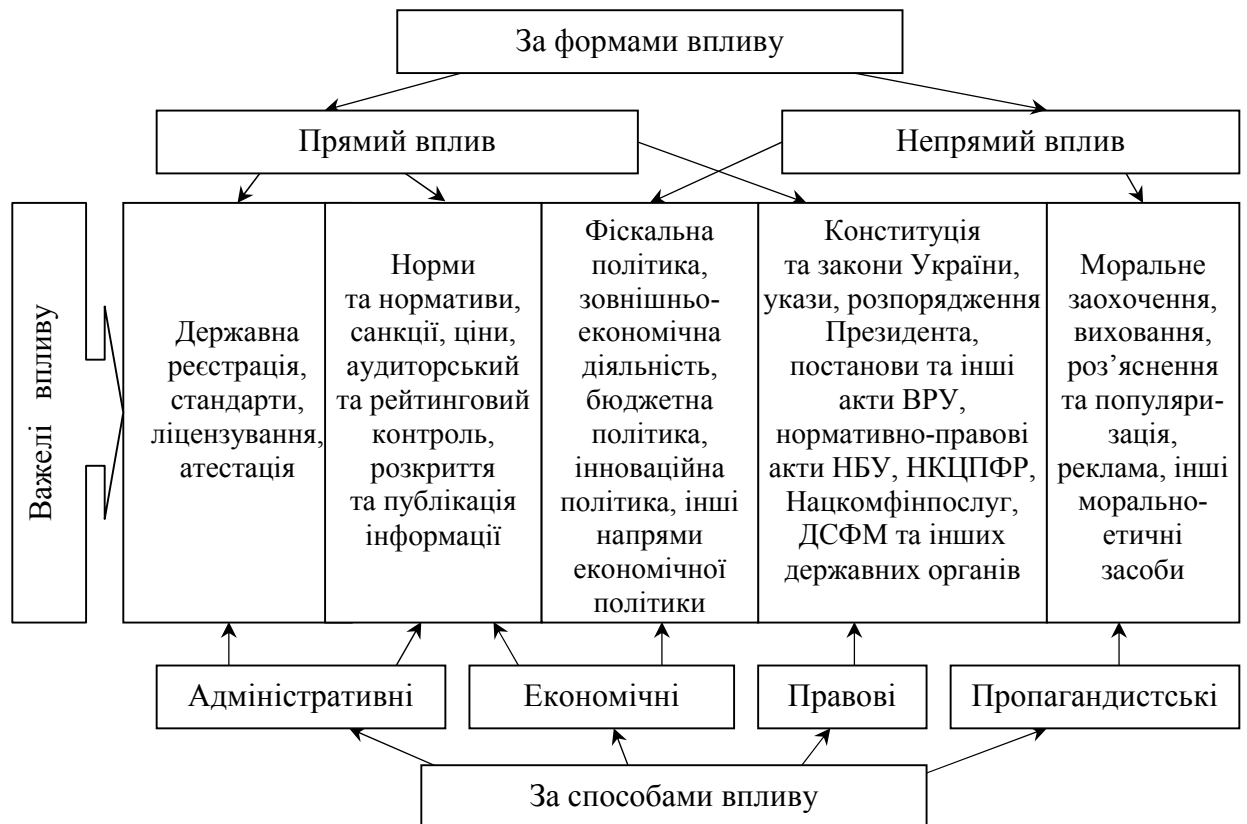 За формами впливу
Прямий вплив
Непрямий вплив
Важелі впливу
Державна
реєстрація,
стандарти,
ліцензування,
атестація
Норми
та нормативи,
санкції, ціни,
аудиторський
та рейтинговий
контроль,
розкриття
та публікація
інформації
Фіскальна
політика,
зовнішньо-
економічна
діяльність,
бюджетна
політика,
інноваційна
політика, інші
напрями
економічної
політики
Конституція
та закони України,
укази, розпорядження
Президента,
постанови та інші
акти ВРУ,
нормативно-правові
акти НБУ, НКЦПФР,
Нацкомфінпослуг,
ДСФМ та інших
державних органів
Моральне
заохочення,
виховання,
роз’яснення
та популяри-
зація,
реклама, інші
морально-
етичні
засоби
Адміністративні
Економічні
Правові
Пропагандистські
За способами впливу